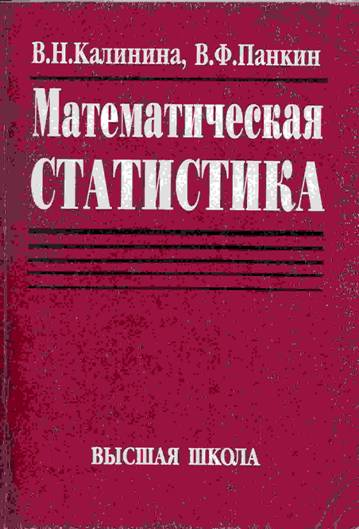 В.Н.Калинина, В.Ф.Панкин
Математическая
СТАТИСТИКА
ВЫСШАЯ ШКОЛА